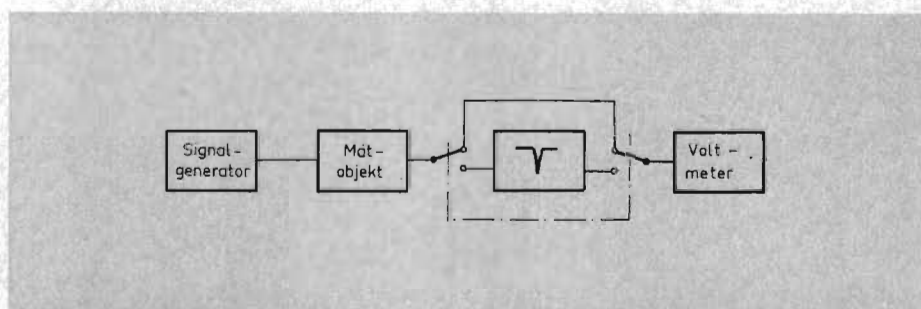 Signal-
generator
Mät-
objekt
Volt-
meter